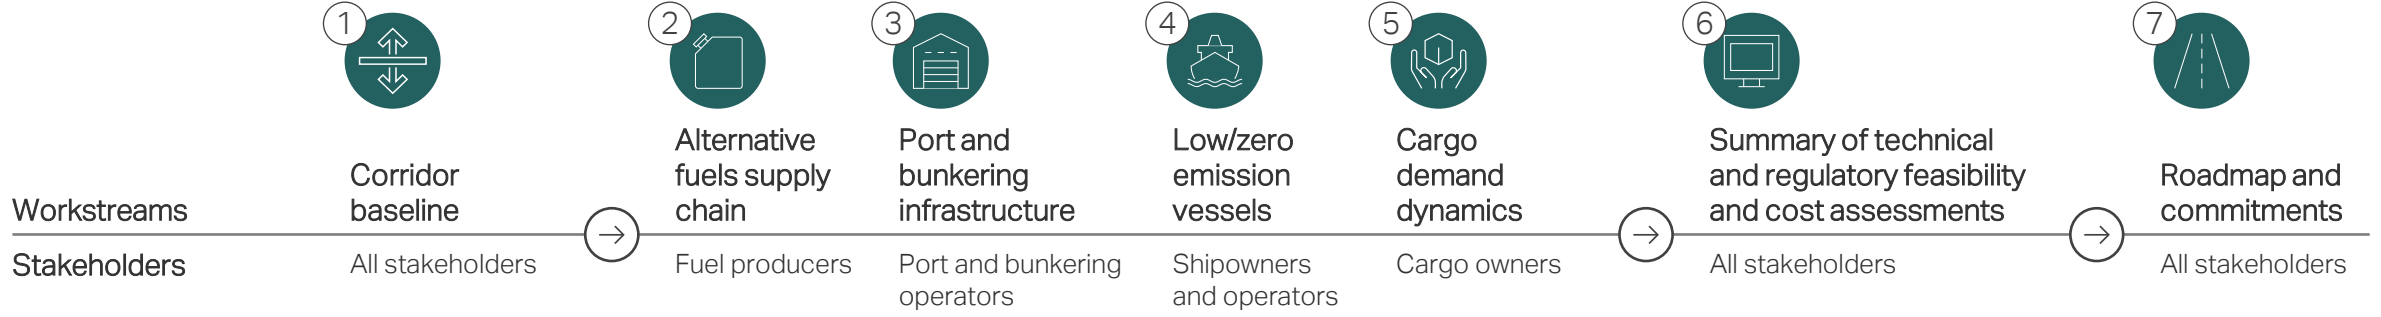 1
2
3
4
5
6
7
Workstreams
Corridor
baseline
Alternative
fuels supply
chain
Port and
bunkering
infrastructure
Low/zero
emission
vessels
Cargo
demand
dynamics
Summary of technical
and regulatory feasibility
and cost assessments
Roadmap and
commitments
Stakeholders
All stakeholders
Fuel producers
Port and bunkering
operators
Shipowners
and operators
Cargo owners
All stakeholders
All stakeholders